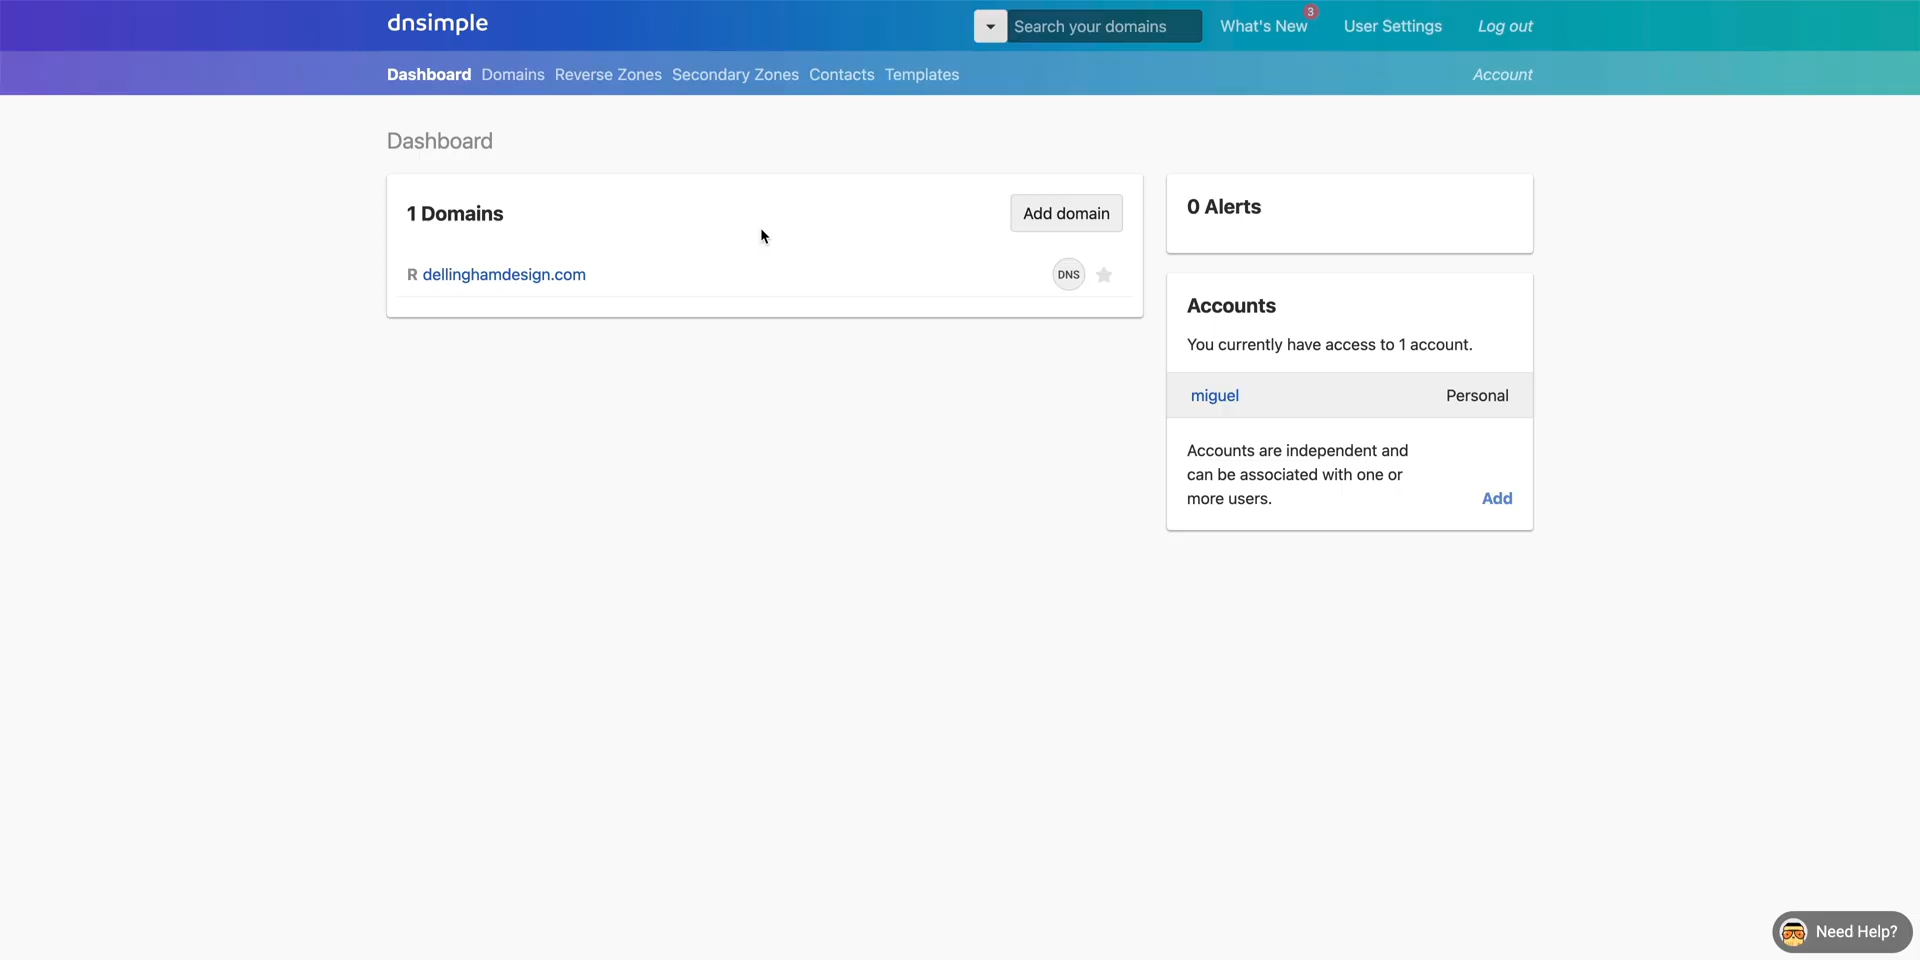 dnsimple
Search your domains
What's New
3
User Settings
Log out
Dashboard
Domains
Reverse Zones
Secondary Zones
Contacts
Templates
Account
Dashboard
1 Domains
Add domain
R dellinghamdesign.com
DNS
0 Alerts
Accounts
You currently have access to 1 account.
miguel
Personal
Accounts are independent and
can be associated with one or
more users.
Add
Need Help?